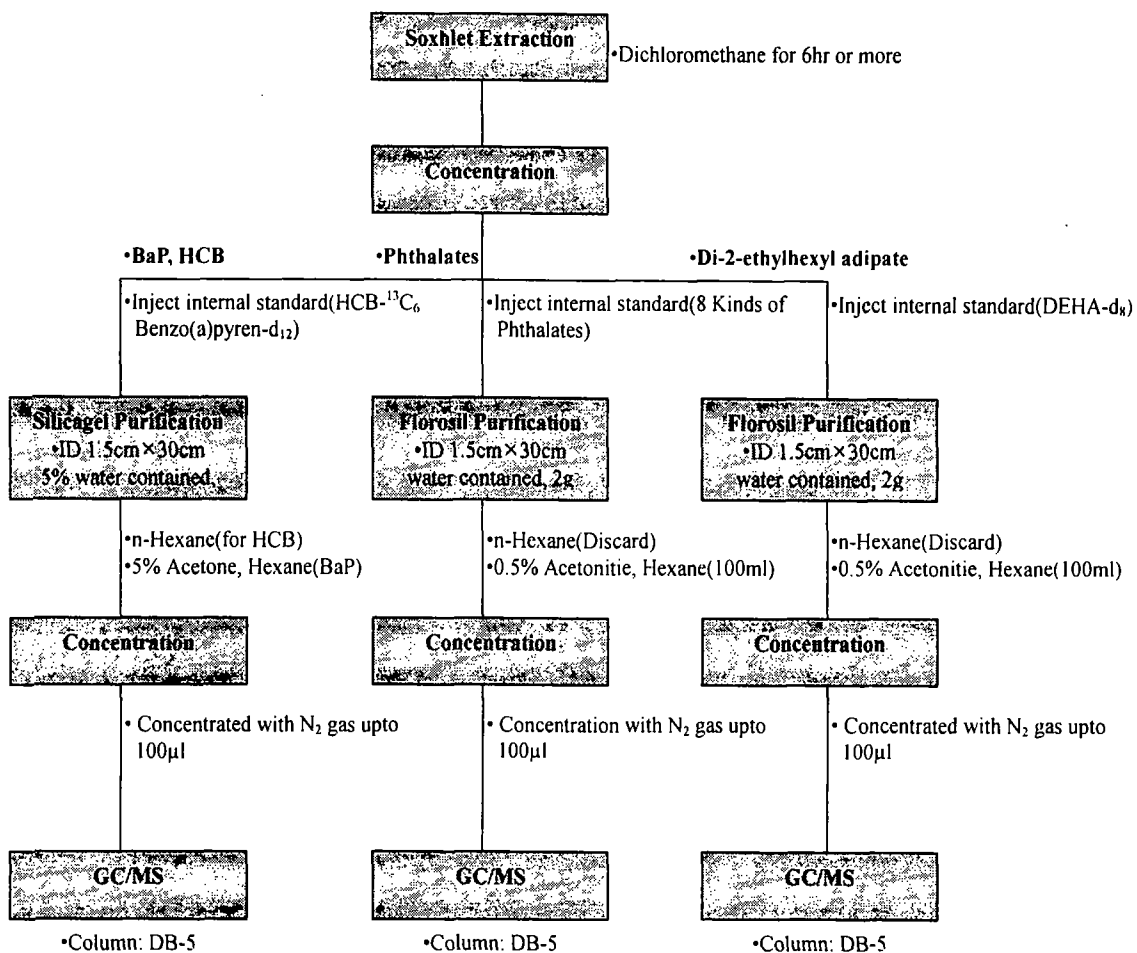 Soxhlet Extraction
•Dichloromethane for 6hr or more
Concentration
•BaP, HCB
•Phthalates
•Di-2-ethylhexyl adipate
•Inject internal standard(HCB-¹³C₆
Benzo(a)pyren-d₁₂)
•Inject internal standard(8 Kinds of
Phthalates)
•Inject internal standard(DEHA-d₈)
Silicagel Purification
•ID 1.5cm×30cm
5% water contained,
Florosil Purification
•ID 1.5cm×30cm
water contained, 2g
Florosil Purification
•ID 1.5cm×30cm
water contained, 2g
•n-Hexane(for HCB)
•5% Acetone, Hexane(BaP)
•n-Hexane(Discard)
•0.5% Acetonitie, Hexane(100ml)
•n-Hexane(Discard)
•0.5% Acetonitie, Hexane(100ml)
Concentration
Concentration
Concentration
• Concentrated with N₂ gas upto
100μl
• Concentration with N₂ gas upto
100μl
• Concentrated with N₂ gas upto
100μl
GC/MS
GC/MS
GC/MS
•Column: DB-5
•Column: DB-5
•Column: DB-5